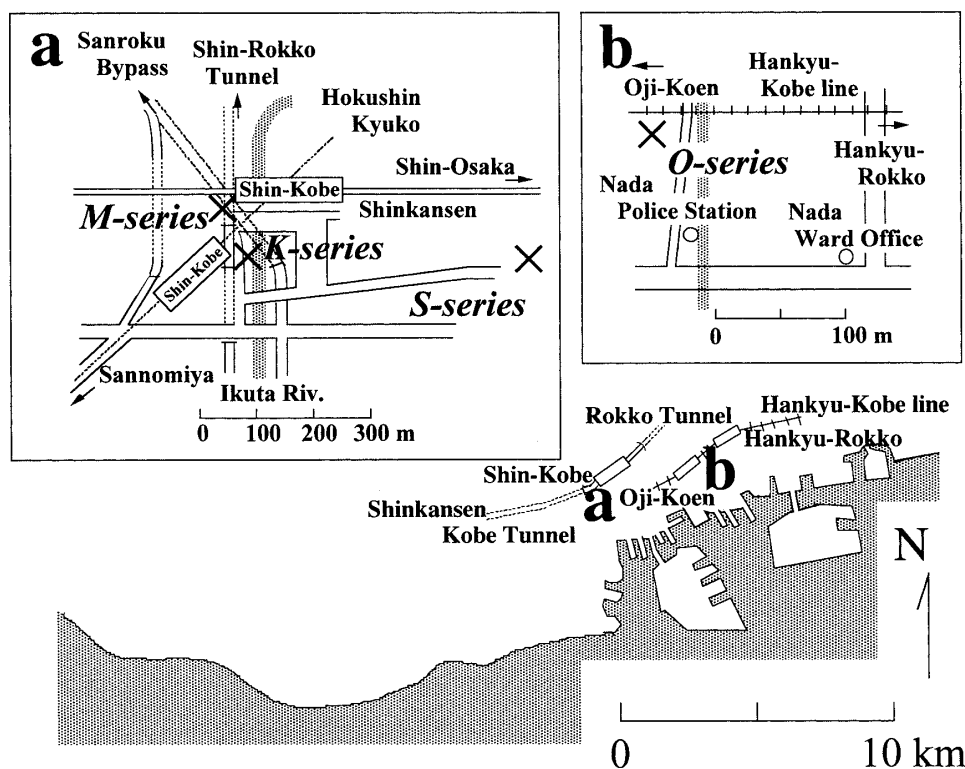 a
Sanroku
Bypass
Shin-Rokko
Tunnel
Hokushin
Kyuko
Shin-Osaka
Shin-Kobe
Shinkansen
M-series
K-series
Shin-Kobe
S-series
Sannomiya
Ikuta Riv.
0 100 200 300 m
b
Hankyu-
Kobe line
Oji-Koen
O-series
Hankyu-
Rokko
Nada
Police Station
Nada
Ward Office
0 100 m
Rokko Tunnel
Hankyu-Kobe line
Hankyu-Rokko
Shin-Kobe
a
Oji-Koen
b
Shinkansen
Kobe Tunnel
N
0 10 km